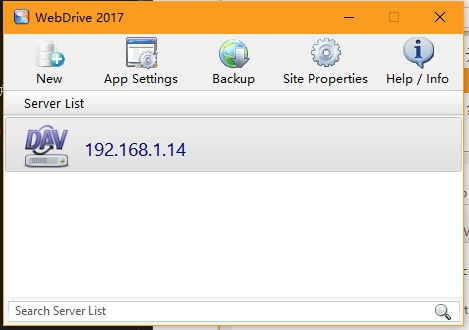 WebDrive 2017
New
App Settings
Backup
Site Properties
Help / Info
Server List
DAV
192.168.1.14
Search Server List